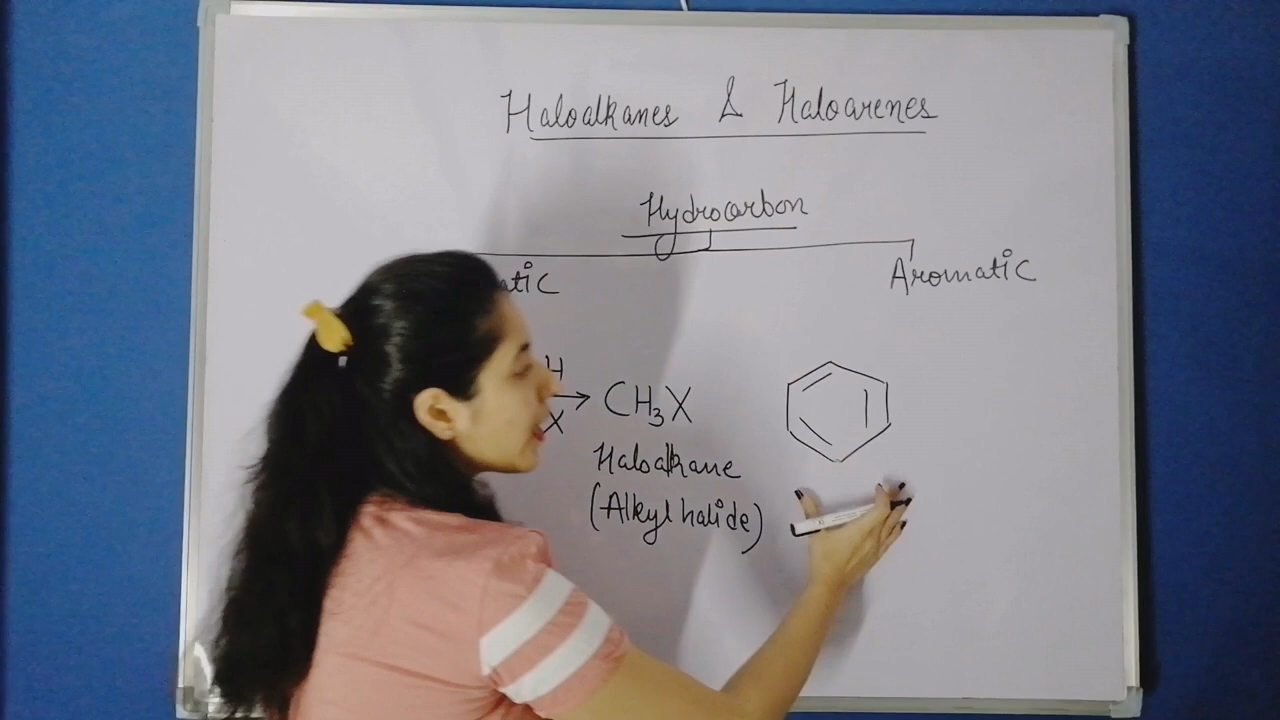 Haloalkanes & Haloarenes
Hydrocarbon
atic Aromatic
H
CH₃X
X
Haloalkane
(Alkyl halide)